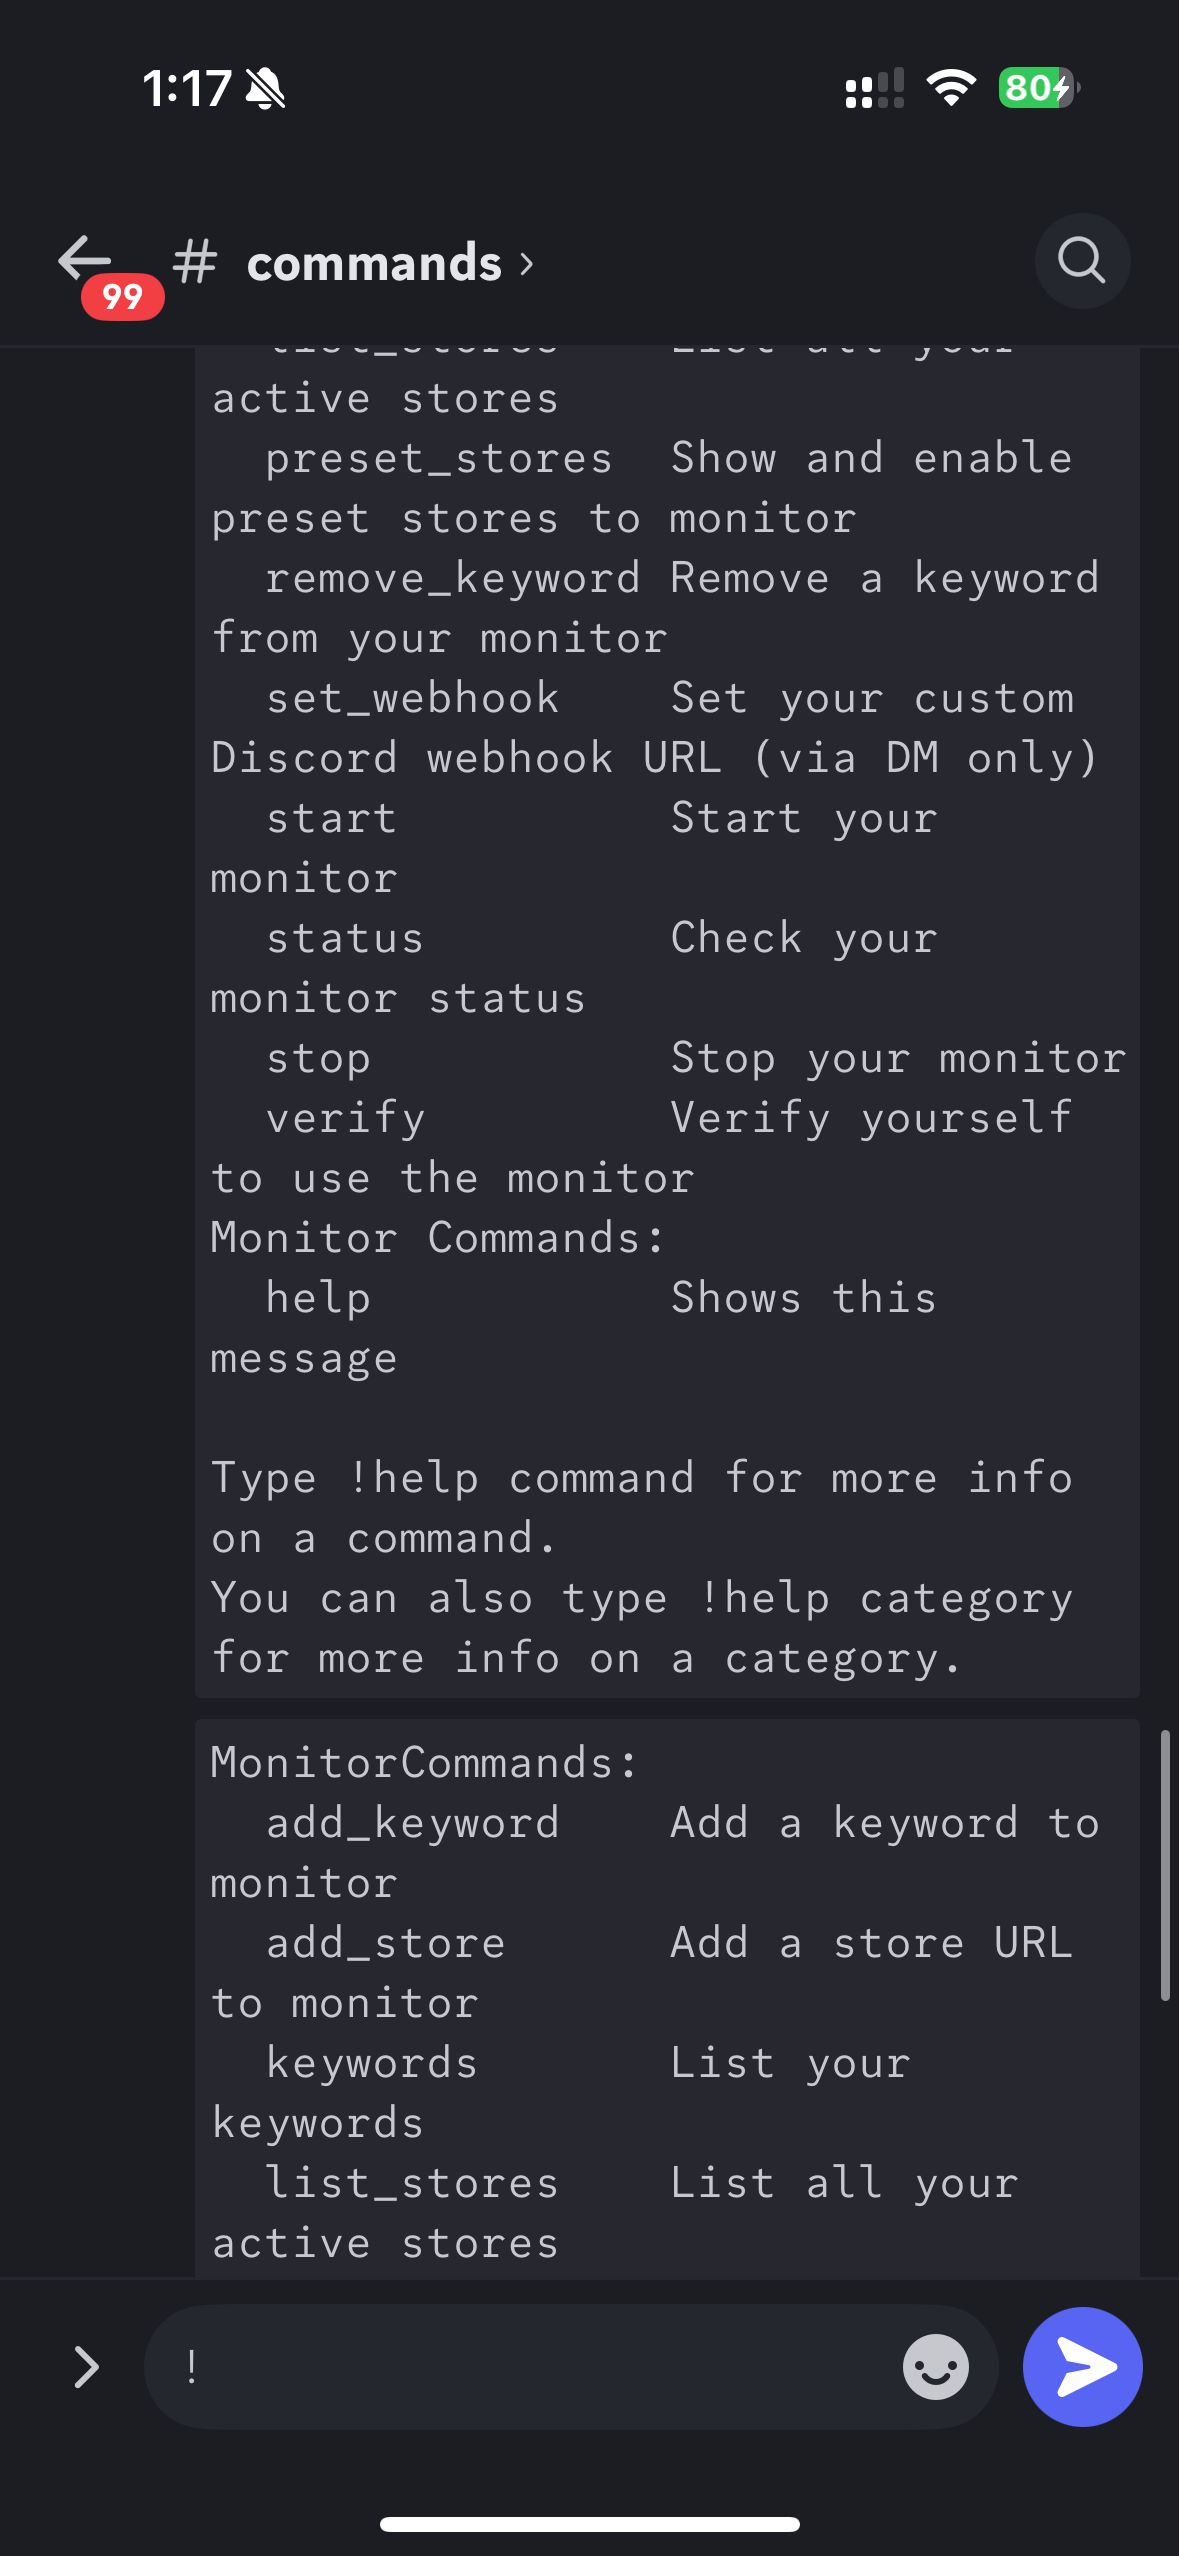 1:17
80
99
# commands ›
list_stores    List all your
active stores
  preset_stores  Show and enable
preset stores to monitor
  remove_keyword Remove a keyword
from your monitor
  set_webhook    Set your custom
Discord webhook URL (via DM only)
  start          Start your
monitor
  status         Check your
monitor status
  stop           Stop your monitor
  verify         Verify yourself
to use the monitor
Monitor Commands:
  help           Shows this
message
Type !help command for more info
on a command.
You can also type !help category
for more info on a category.
MonitorCommands:
  add_keyword    Add a keyword to
monitor
  add_store      Add a store URL
to monitor
  keywords       List your
keywords
  list_stores    List all your
active stores
!